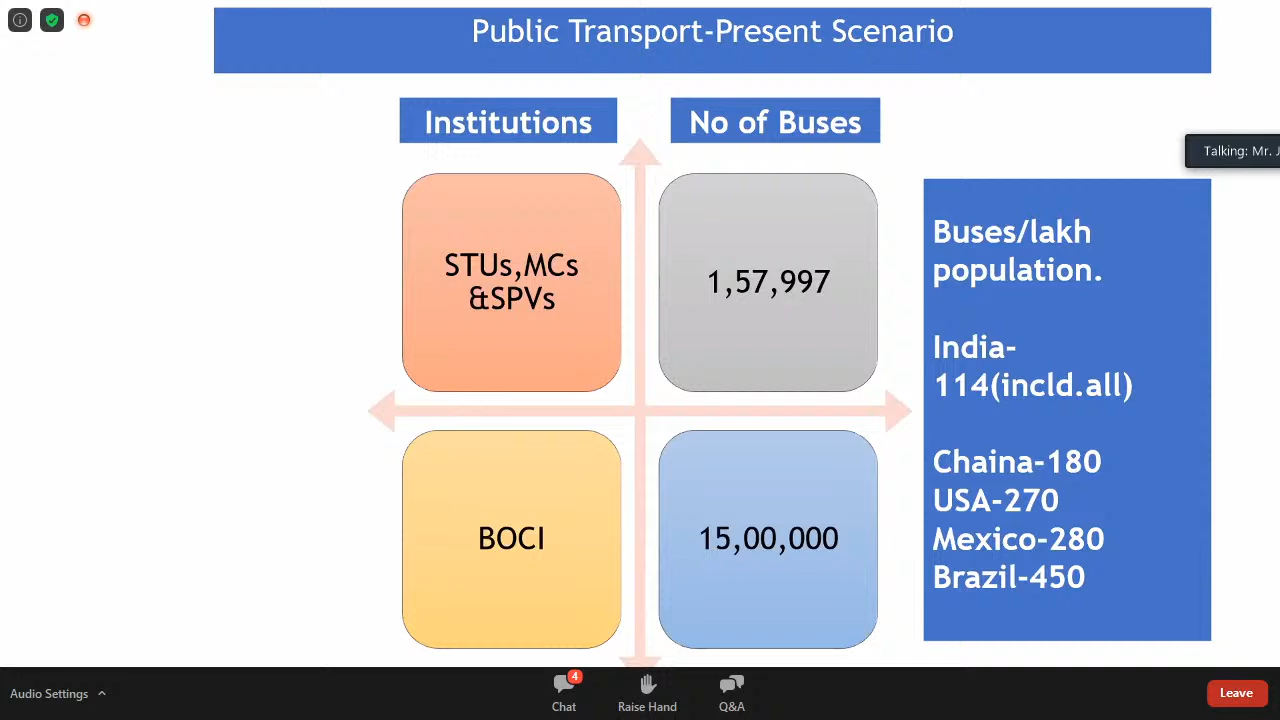 Public Transport-Present Scenario
Institutions
No of Buses
Talking: Mr. J
STUs,MCs
&SPVs
1,57,997
BOCI
15,00,000
Buses/lakh
population.
India-
114(incld.all)
Chaina-180
USA-270
Mexico-280
Brazil-450
Audio Settings
4
Chat
Raise Hand
Q&A
Leave